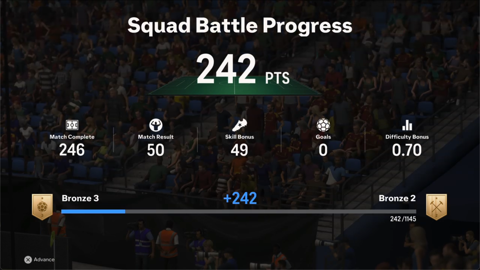 Squad Battle Progress
242 PTS
Match Complete
246
Match Result
50
Skill Bonus
49
Goals
0
Difficulty Bonus
0.70
Bronze 3
+242
Bronze 2
242 /1145
Advance